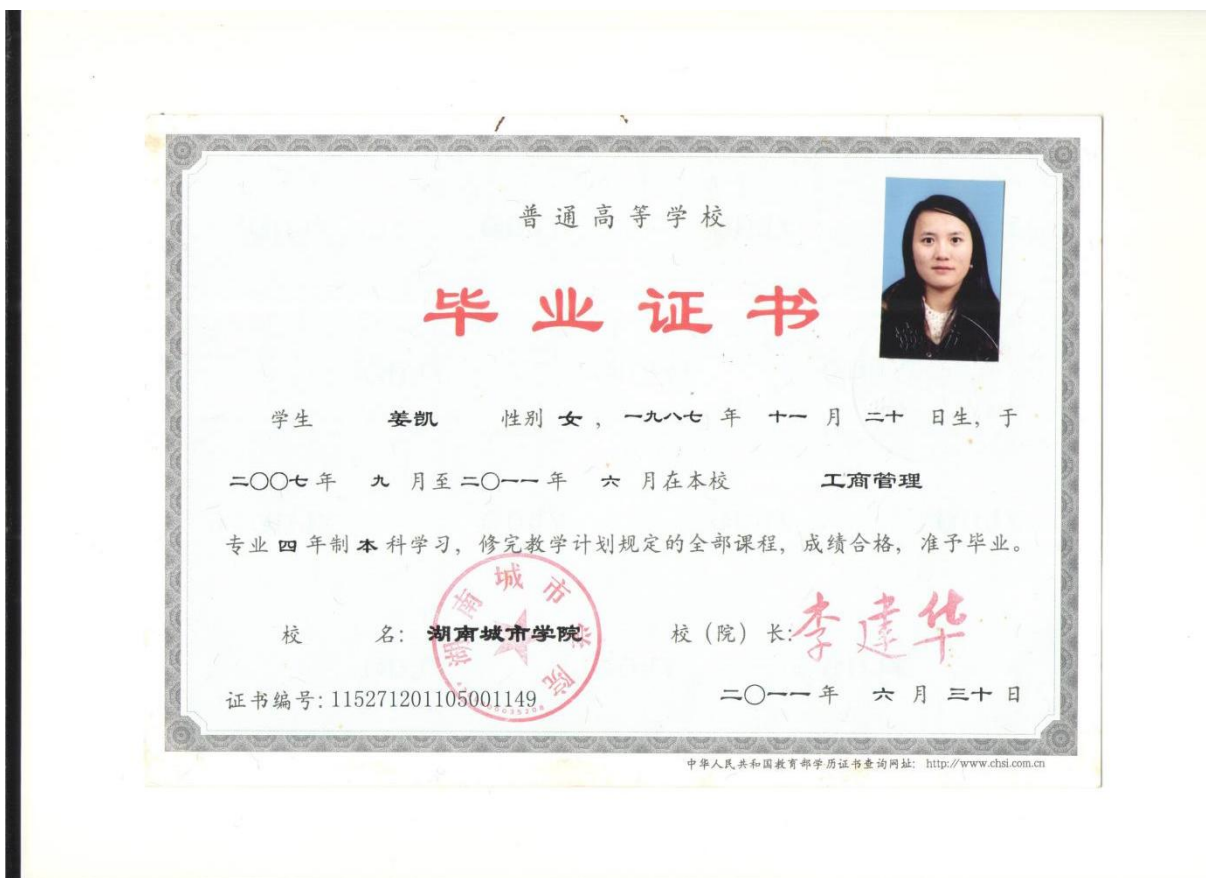 普通高等学校
毕业证书
学生 姜凯 性别 女 ，一九八七 年 十一 月 二十 日生，于
二〇〇七 年 九 月至 二〇一一 年 六 月在本校 工商管理
专业 四 年制 本 科学习，修完教学计划规定的全部课程，成绩合格，准予毕业。
校 名：湖南城市学院 校（院）长：李建华
湖南城市学院
证书编号：115271201105001149 二〇一一 年 六 月 三十 日
中华人民共和国教育部学历证书查询网址： http://www.chsi.com.cn